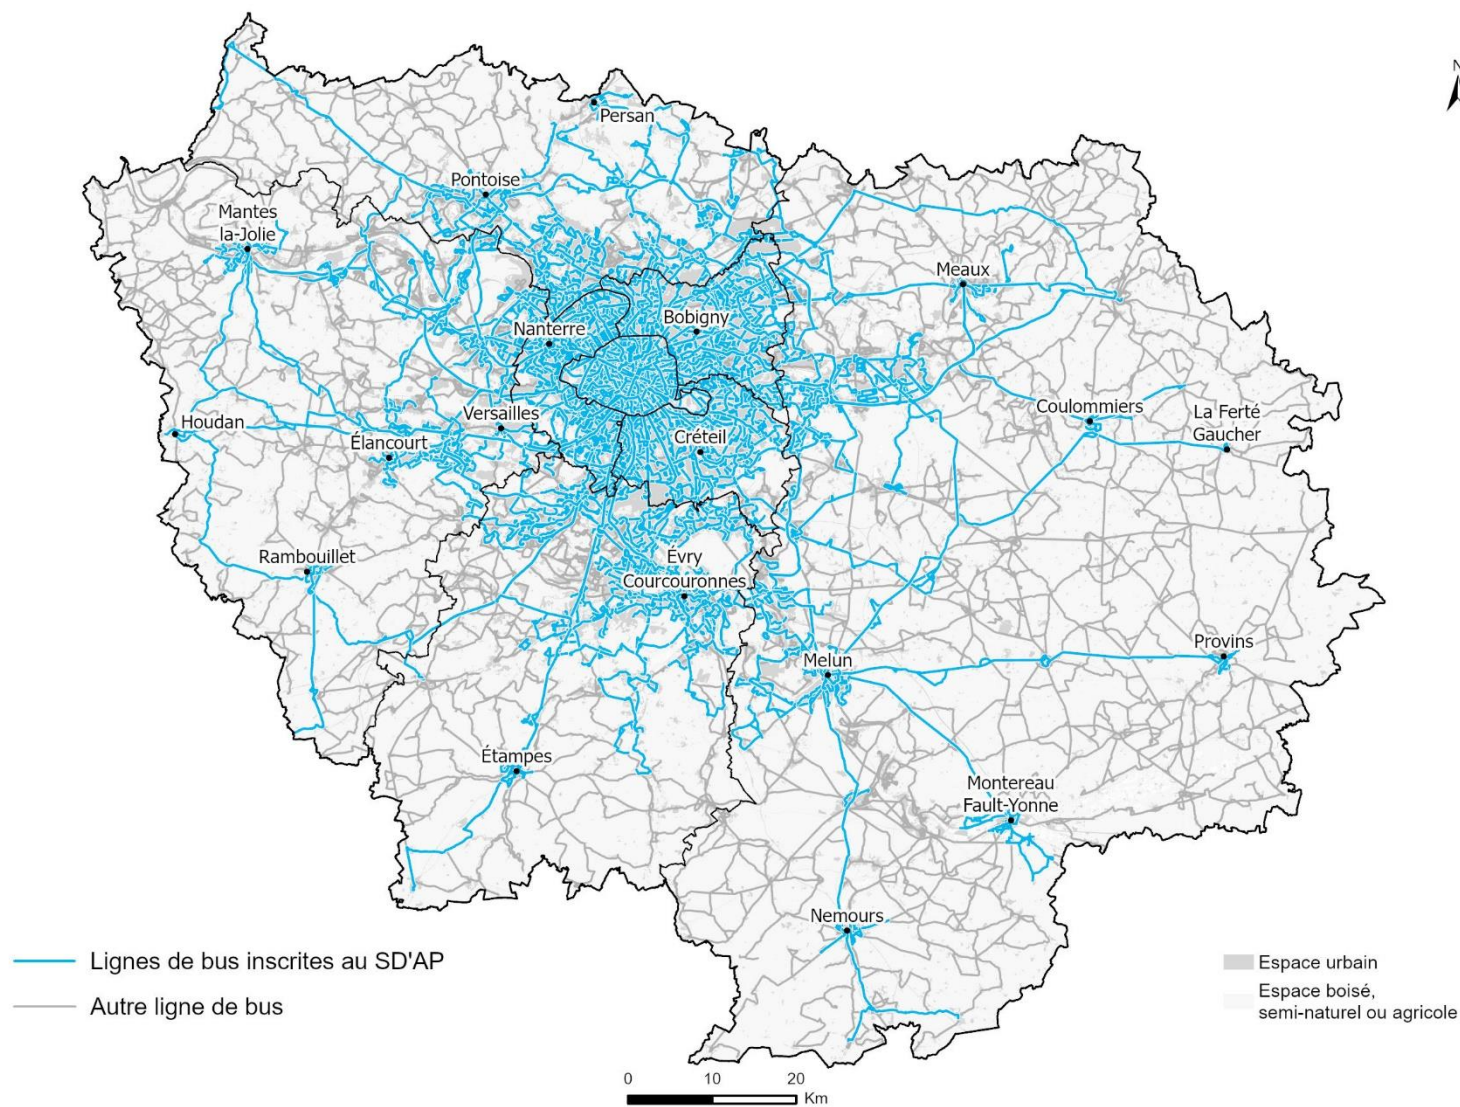 N
Persan
Pontoise
Mantes
la-Jolie
Meaux
Nanterre
Bobigny
Houdan
Versailles
Élancourt
Créteil
Coulommiers
La Ferté
Gaucher
Rambouillet
Évry
Courcouronnes
Melun
Provins
Étampes
Montereau
Fault-Yonne
Nemours
Lignes de bus inscrites au SD'AP
Autre ligne de bus
Espace urbain
Espace boisé,
semi-naturel ou agricole
0 10 20
Km